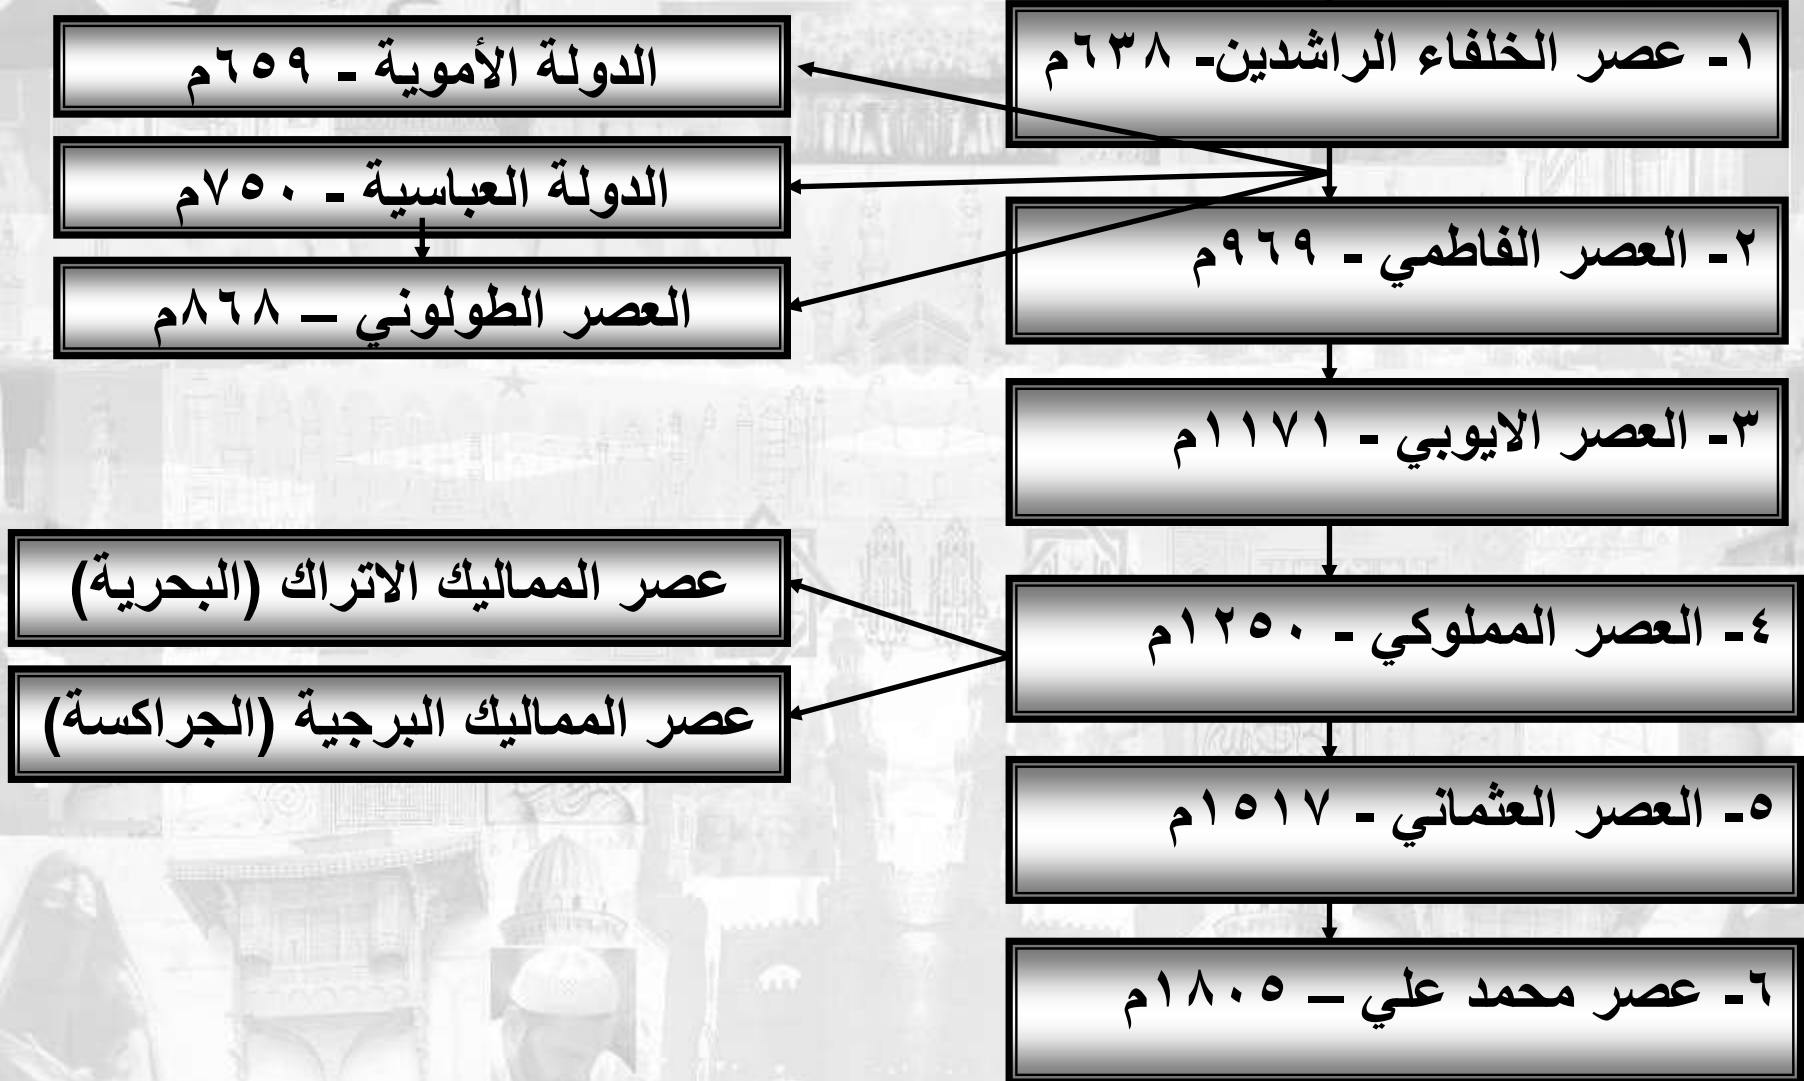 ١- عصر الخلفاء الراشدين- ٦٣٨م
الدولة الأموية - ٦٥٩م
الدولة العباسية - ٧٥٠م
العصر الطولوني – ٨٦٨م
٢- العصر الفاطمي - ٩٦٩م
٣- العصر الايوبي - ١١٧١م
٤- العصر المملوكي - ١٢٥٠م
عصر المماليك الاتراك (البحرية)
عصر المماليك البرجية (الجراكسة)
٥- العصر العثماني - ١٥١٧م
٦- عصر محمد علي – ١٨٠٥م